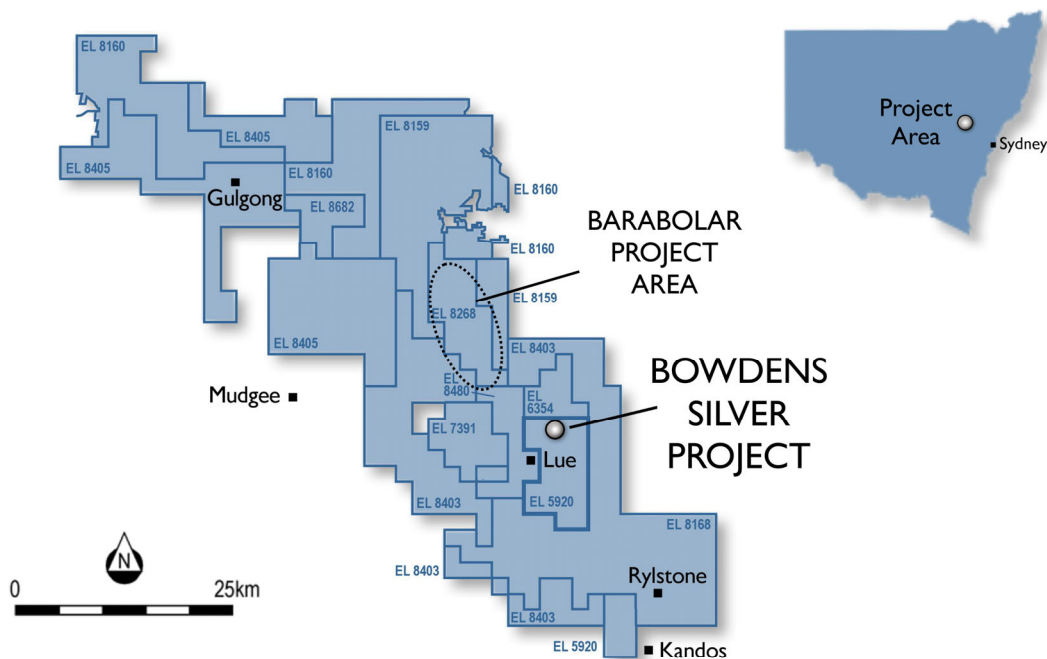 EL 8160
EL 8405
EL 8159
EL 8405
EL 8160
Gulgong
EL 8682
EL 8160
EL 8160
BARABOLAR
PROJECT
AREA
EL 8159
EL 8268
EL 8405
EL 8403
EL
8480
EL
6354
Mudgee
BOWDENS
SILVER
PROJECT
EL 7391
Lue
EL 8403
EL 5920
EL 8168
EL 8403
Rylstone
EL 8403
EL 5920
Kandos
N
0 25km
Project
Area
Sydney